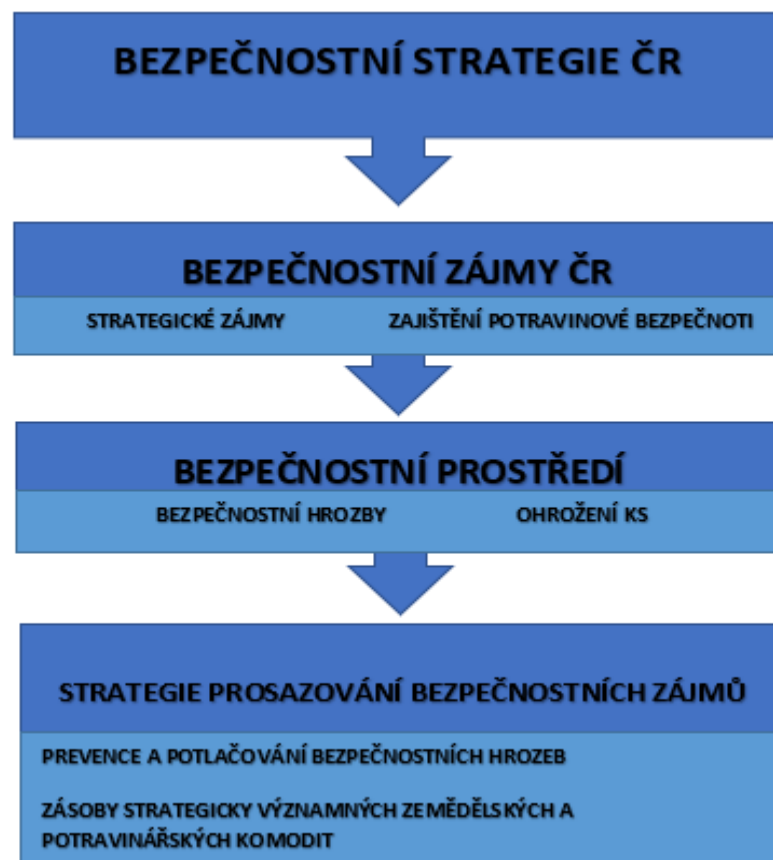 BEZPEČNOSTNÍ STRATEGIE ČR
BEZPEČNOSTNÍ ZÁJMY ČR
STRATEGICKÉ ZÁJMY ZAJIŠTĚNÍ POTRAVINOVÉ BEZPEČNOTI
BEZPEČNOSTNÍ PROSTŘEDÍ
BEZPEČNOSTNÍ HROZBY OHROŽENÍ KS
STRATEGIE PROSAZOVÁNÍ BEZPEČNOSTNÍCH ZÁJMŮ
PREVENCE A POTLAČOVÁNÍ BEZPEČNOSTNÍCH HROZEB
ZÁSOBY STRATEGICKY VÝZNAMNÝCH ZEMĚDĚLSKÝCH A
POTRAVINÁŘSKÝCH KOMODIT